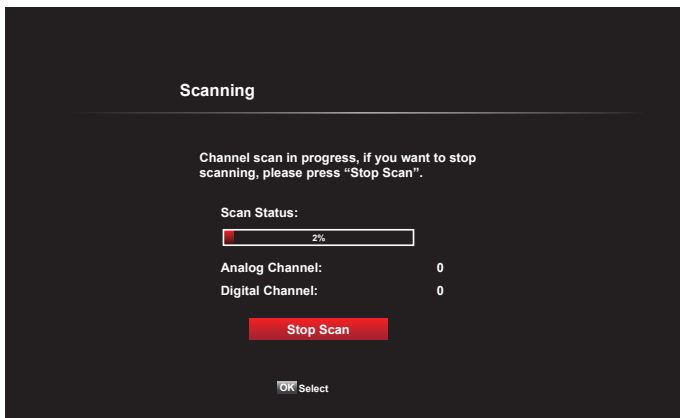 Scanning
Channel scan in progress, if you want to stop
scanning, please press “Stop Scan”.
Scan Status:
2%
Analog Channel: 0
Digital Channel: 0
Stop Scan
OK Select